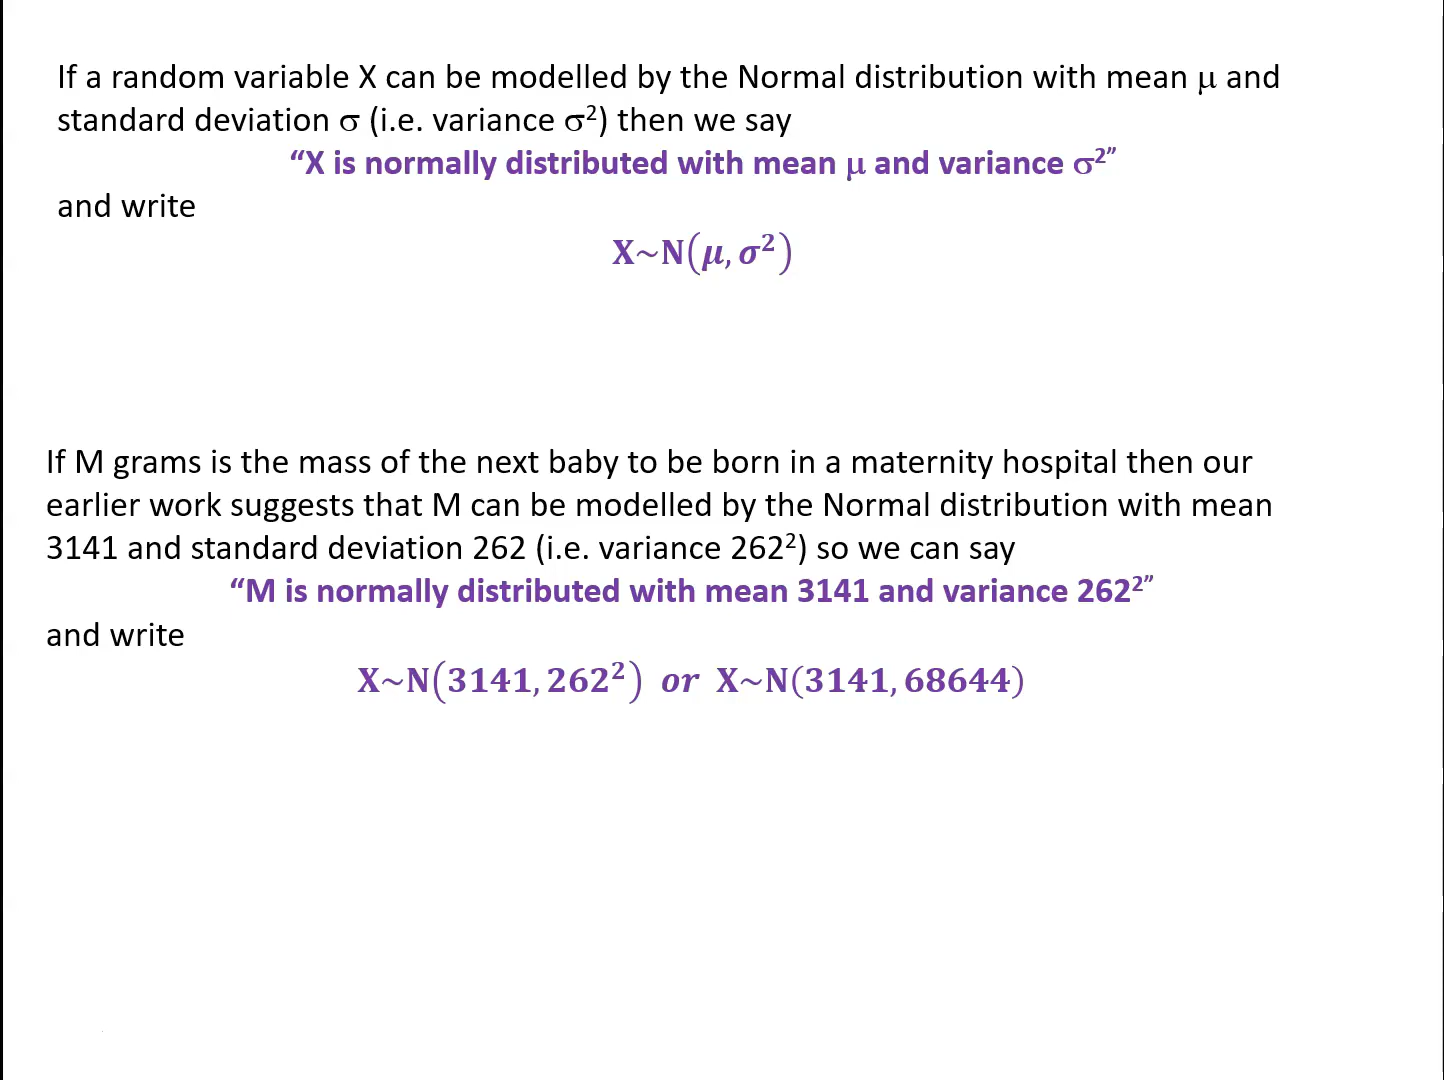 If a random variable X can be modelled by the Normal distribution with mean μ and
standard deviation σ (i.e. variance σ²) then we say
“X is normally distributed with mean μ and variance σ²”
and write
X~N(μ, σ²)
If M grams is the mass of the next baby to be born in a maternity hospital then our
earlier work suggests that M can be modelled by the Normal distribution with mean
3141 and standard deviation 262 (i.e. variance 262²) so we can say
“M is normally distributed with mean 3141 and variance 262²”
and write
X~N(3141, 262²) or X~N(3141, 68644)